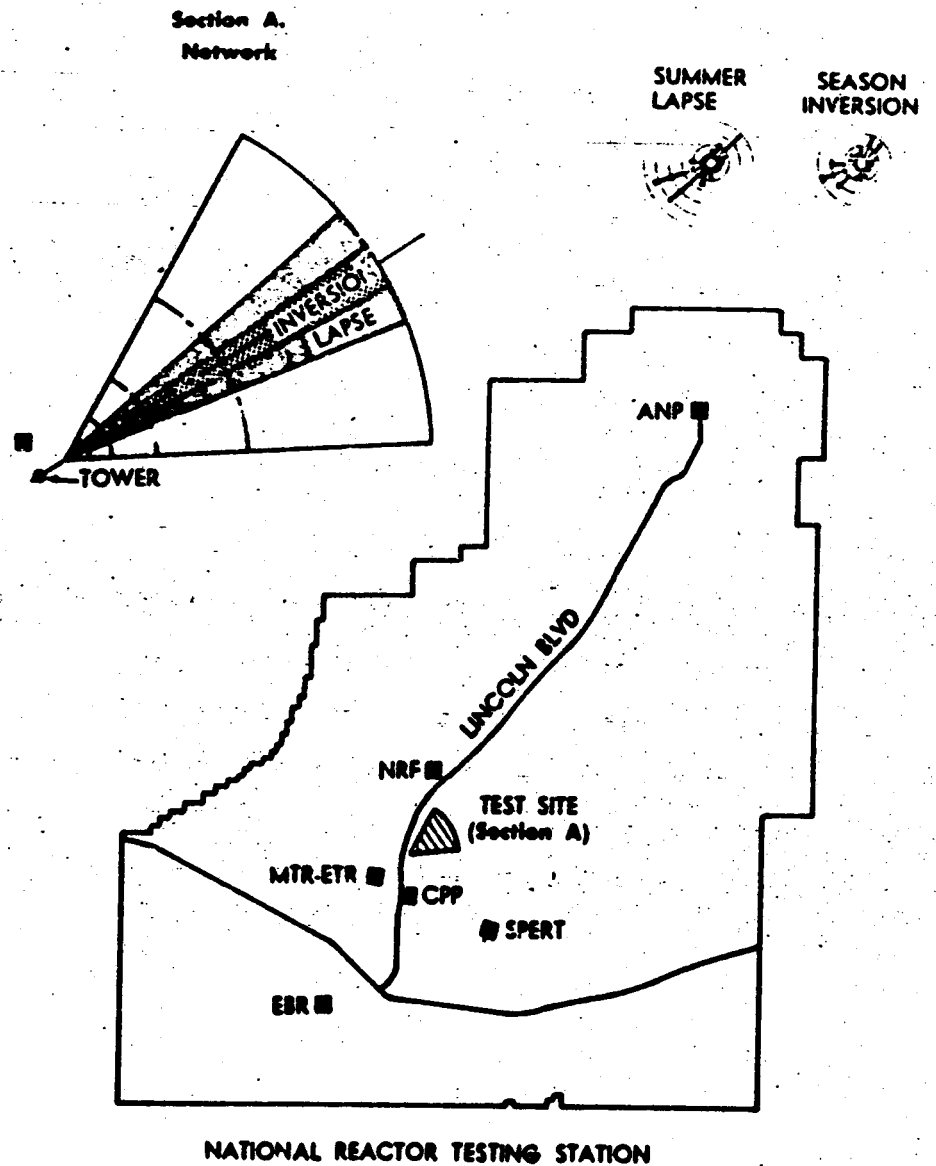 Section A.
Network
SUMMER
LAPSE
SEASON
INVERSION
INVERSION
LAPSE
TOWER
ANP
LINCOLN BLVD
NRF
TEST SITE
(Section A)
MTR-ETR
CPP
SPERT
EBR
NATIONAL REACTOR TESTING STATION